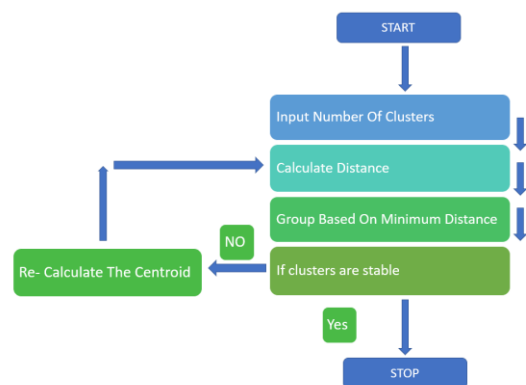 START
Input Number Of Clusters
Calculate Distance
Group Based On Minimum Distance
NO
Re- Calculate The Centroid
If clusters are stable
Yes
STOP